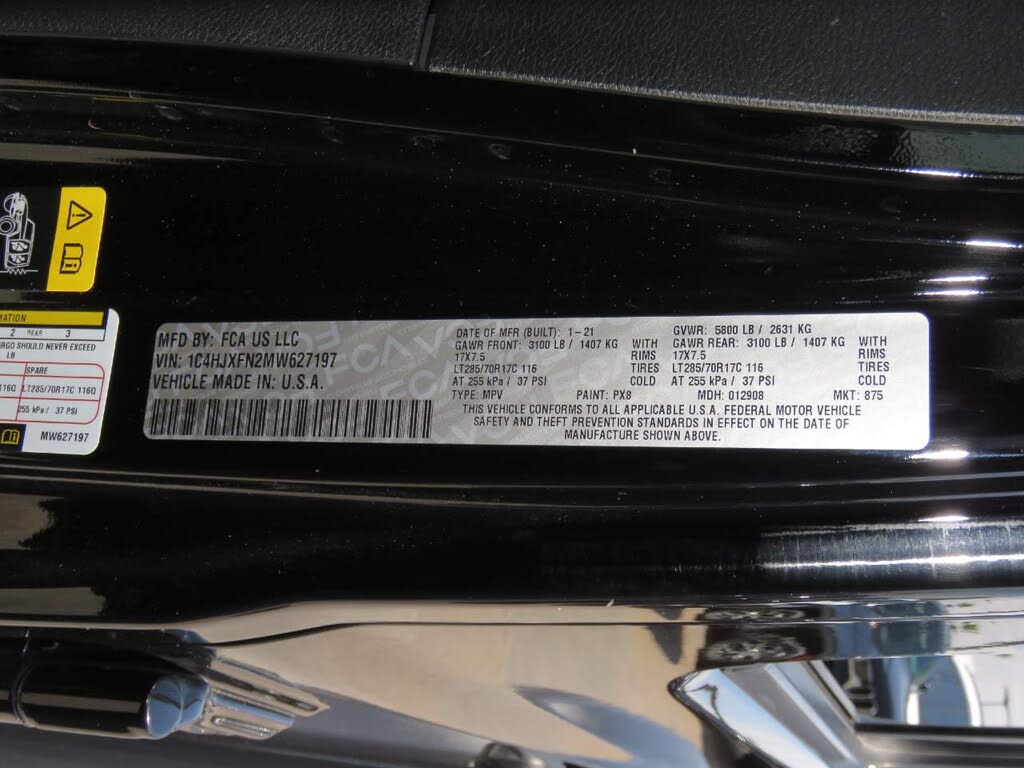 MATION
2 REAR 3
RGO SHOULD NEVER EXCEED
LB
SPARE
116Q LT285/70R17C 116Q
255 kPa / 37 PSI
MW627197
MFD BY: FCA US LLC
VIN: 1C4HJXFN2MW627197
VEHICLE MADE IN: U.S.A.
DATE OF MFR (BUILT): 1-21 GVWR: 5800 LB / 2631 KG
GAWR FRONT: 3100 LB / 1407 KG WITH GAWR REAR: 3100 LB / 1407 KG WITH
17X7.5 RIMS 17X7.5 RIMS
LT285/70R17C 116 TIRES LT285/70R17C 116 TIRES
AT 255 kPa / 37 PSI COLD AT 255 kPa / 37 PSI COLD
TYPE: MPV PAINT: PX8 MDH: 012908 MKT: 875
THIS VEHICLE CONFORMS TO ALL APPLICABLE U.S.A. FEDERAL MOTOR VEHICLE
SAFETY AND THEFT PREVENTION STANDARDS IN EFFECT ON THE DATE OF
MANUFACTURE SHOWN ABOVE.